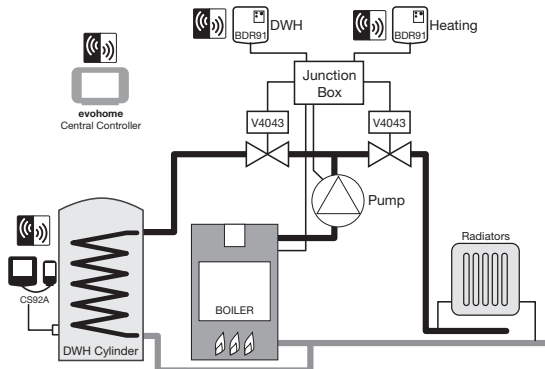 DWH
BDR91
Heating
BDR91
Junction
Box
evohome
Central Controller
V4043
V4043
Pump
Radiators
CS92A
BOILER
DWH Cylinder